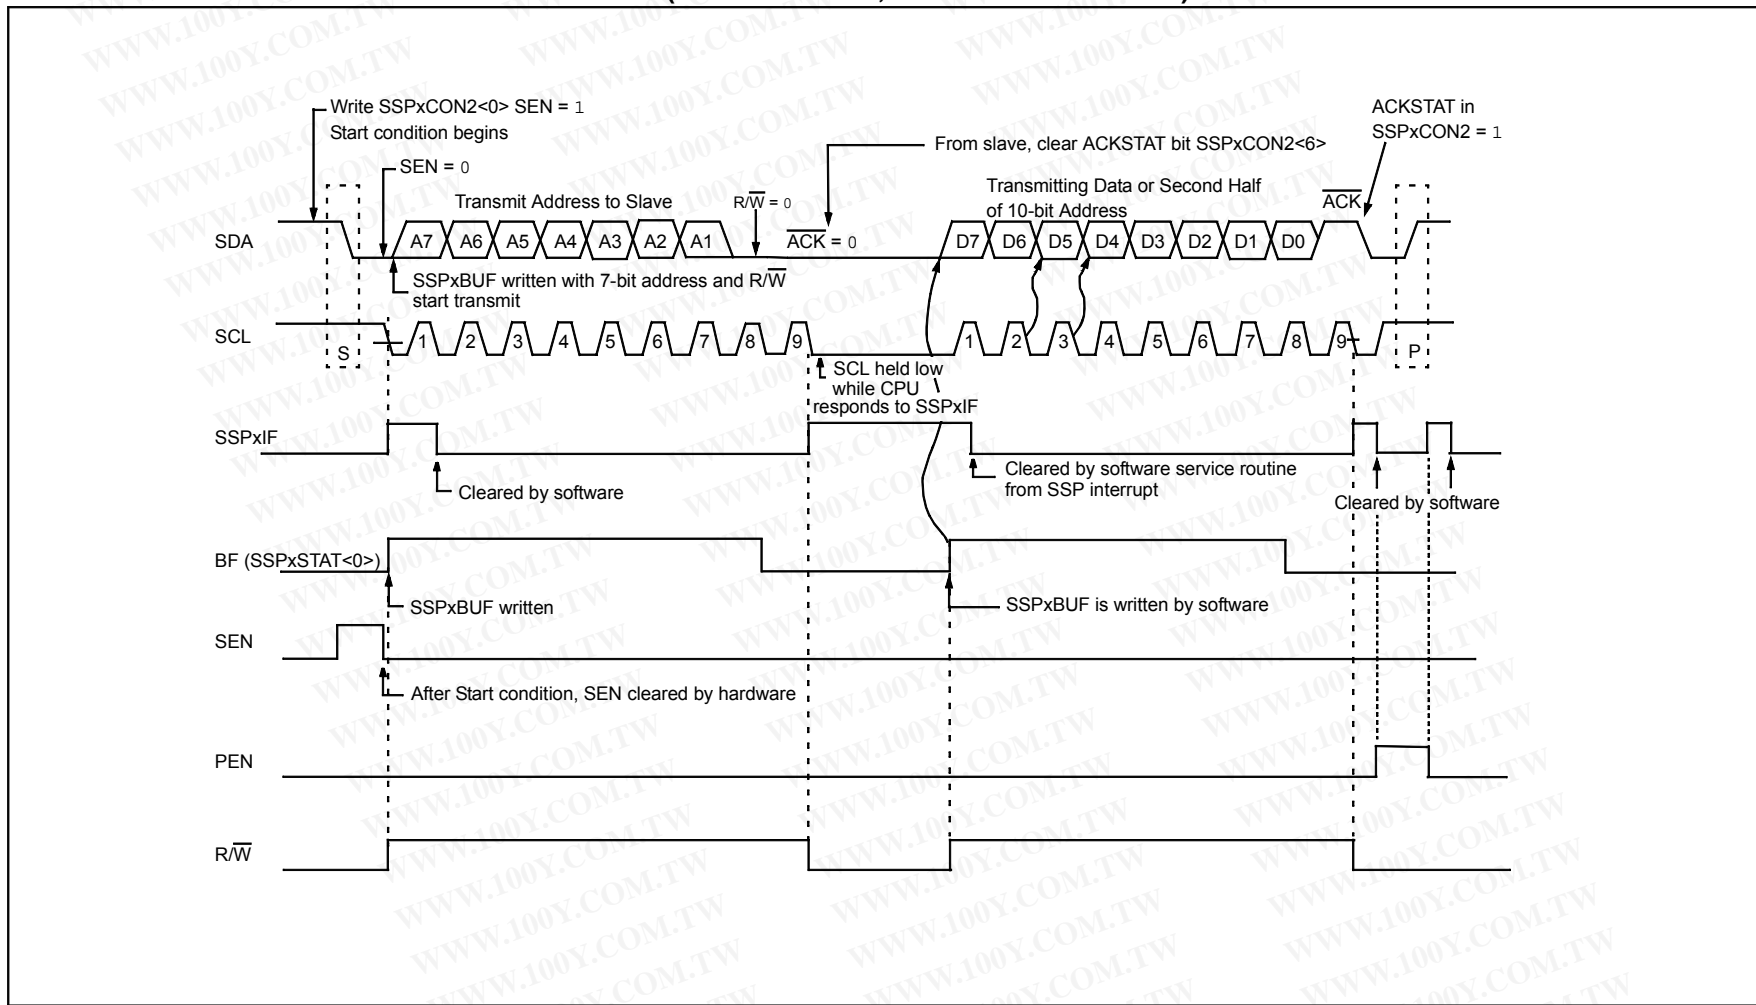 Write SSPxCON2<0> SEN = 1
Start condition begins
ACKSTAT in
SSPxCON2 = 1
From slave, clear ACKSTAT bit SSPxCON2<6>
SEN = 0
Transmit Address to Slave
R/W = 0
Transmitting Data or Second Half
of 10-bit Address
ACK
SDA
A7 A6 A5 A4 A3 A2 A1
ACK = 0
D7 D6 D5 D4 D3 D2 D1 D0
SSPxBUF written with 7-bit address and R/W
start transmit
SCL
S
1 2 3 4 5 6 7 8 9
1 2 3 4 5 6 7 8 9
P
SCL held low
while CPU
responds to SSPxIF
SSPxIF
Cleared by software
Cleared by software service routine
from SSP interrupt
Cleared by software
BF (SSPxSTAT<0>)
SSPxBUF written
SSPxBUF is written by software
SEN
After Start condition, SEN cleared by hardware
PEN
R/W
WWW.100Y.COM.TW